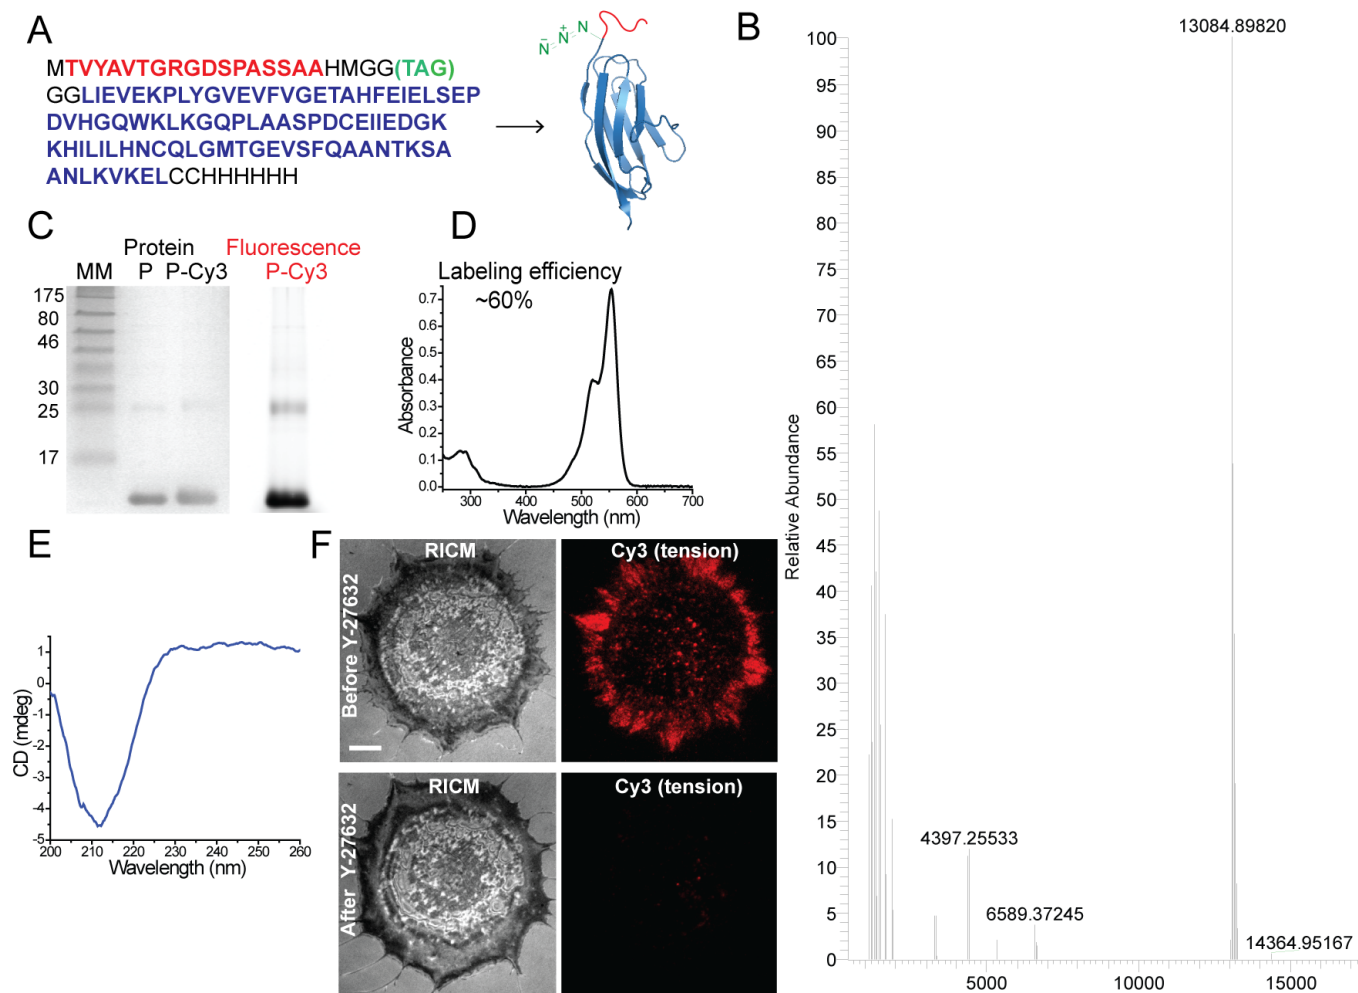 A
MTVYAVTGRGDSPASSAAHMGG(TAG)
GGLIEVEKPLYGVEVFVGETAHFEIELSEP
DVHGQWKLKGQPLAASPDCEIIEDGK
KHILILHNCQLGMTGEVSFQAANTKSA
ANLKVKELCCHHHHHH
N N N
− +
B
13084.89820
100
95
90
85
80
75
70
65
60
55
50
45
40
35
30
25
20
15
10
5
0
Relative Abundance
4397.25533
6589.37245
14364.95167
5000 10000 15000
C
Protein Fluorescence
MM P P-Cy3 P-Cy3
175
80
46
30
25
17
D
Labeling efficiency
~60%
0.7
0.6
0.5
0.4
0.3
0.2
0.1
0.0
Absorbance
300 400 500 600 700
Wavelength (nm)
E
1
0
-1
-2
-3
-4
-5
CD (mdeg)
200 210 220 230 240 250 260
Wavelength (nm)
F
RICM Cy3 (tension)
Before Y-27632
RICM Cy3 (tension)
After Y-27632